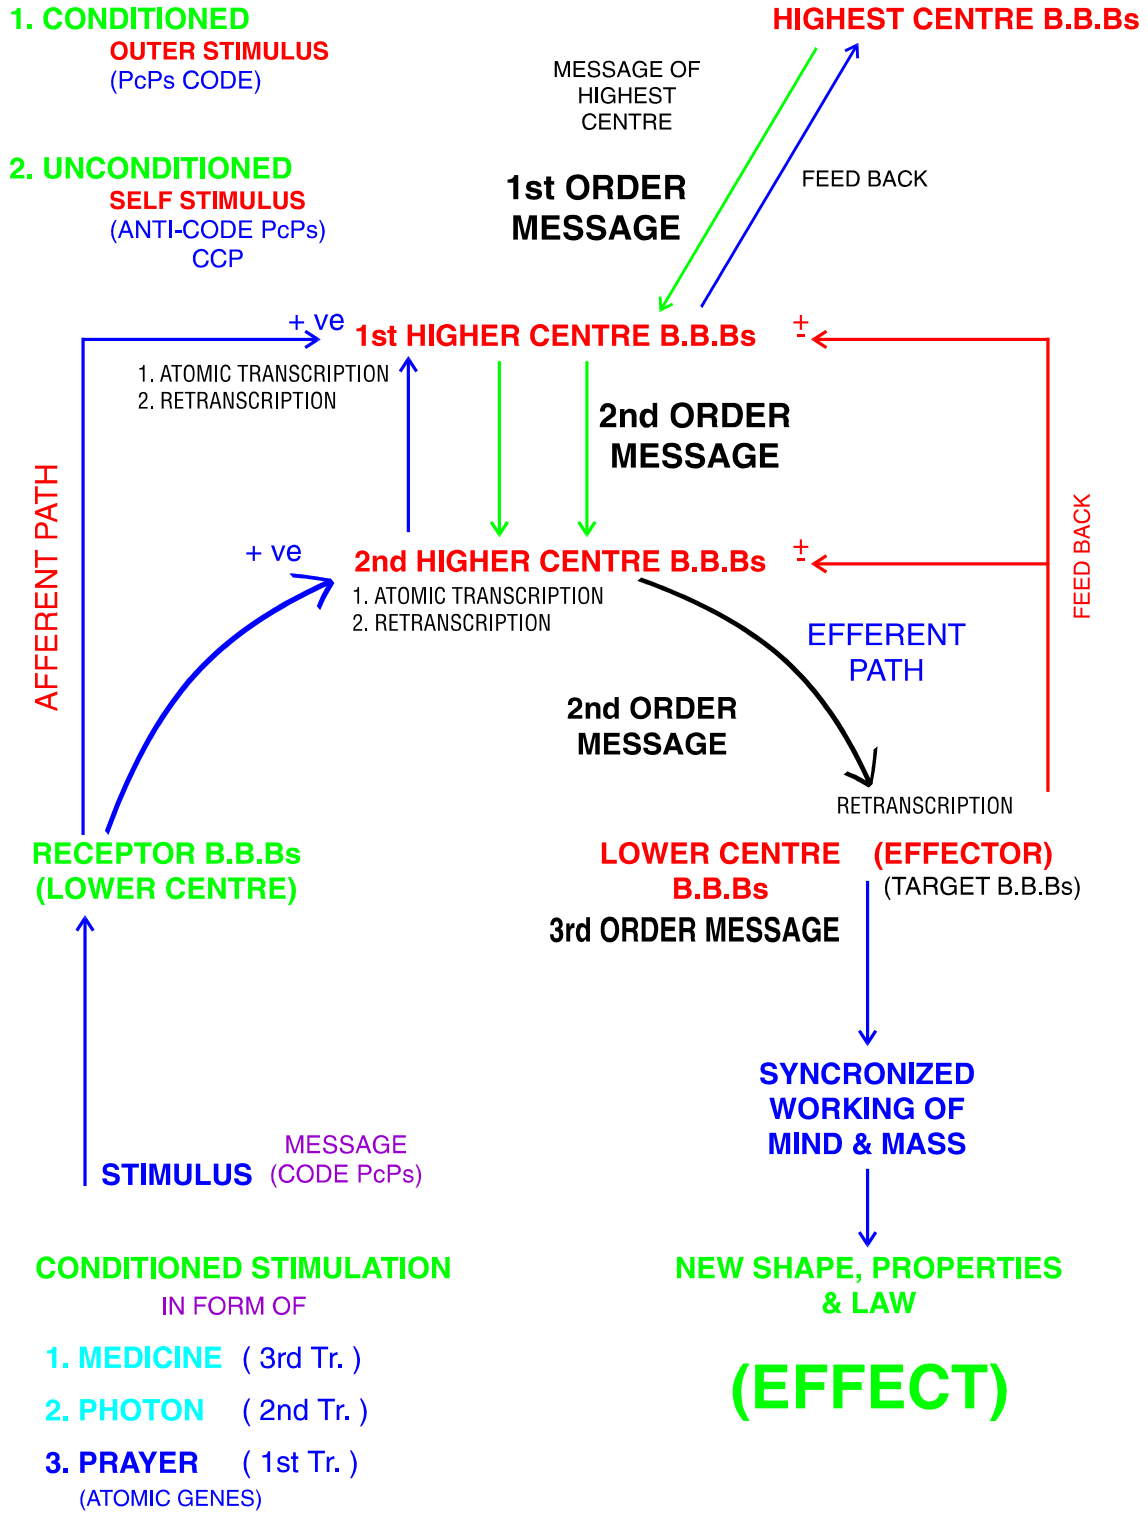 1. CONDITIONED
OUTER STIMULUS
(PcPs CODE)
2. UNCONDITIONED
SELF STIMULUS
(ANTI-CODE PcPs)
CCP
HIGHEST CENTRE B.B.Bs
MESSAGE OF
HIGHEST
CENTRE
1st ORDER
MESSAGE
FEED BACK
+ ve
1st HIGHER CENTRE B.B.Bs
±
-
1. ATOMIC TRANSCRIPTION
2. RETRANSCRIPTION
2nd ORDER
MESSAGE
AFFERENT PATH
FEED BACK
+ ve
2nd HIGHER CENTRE B.B.Bs
±
-
1. ATOMIC TRANSCRIPTION
2. RETRANSCRIPTION
EFFERENT
PATH
2nd ORDER
MESSAGE
RETRANSCRIPTION
RECEPTOR B.B.Bs
(LOWER CENTRE)
LOWER CENTRE (EFFECTOR)
B.B.Bs (TARGET B.B.Bs)
3rd ORDER MESSAGE
SYNCRONIZED
WORKING OF
MIND & MASS
MESSAGE
STIMULUS (CODE PcPs)
CONDITIONED STIMULATION
IN FORM OF
1. MEDICINE ( 3rd Tr. )
2. PHOTON ( 2nd Tr. )
3. PRAYER ( 1st Tr. )
(ATOMIC GENES)
NEW SHAPE, PROPERTIES
& LAW
(EFFECT)